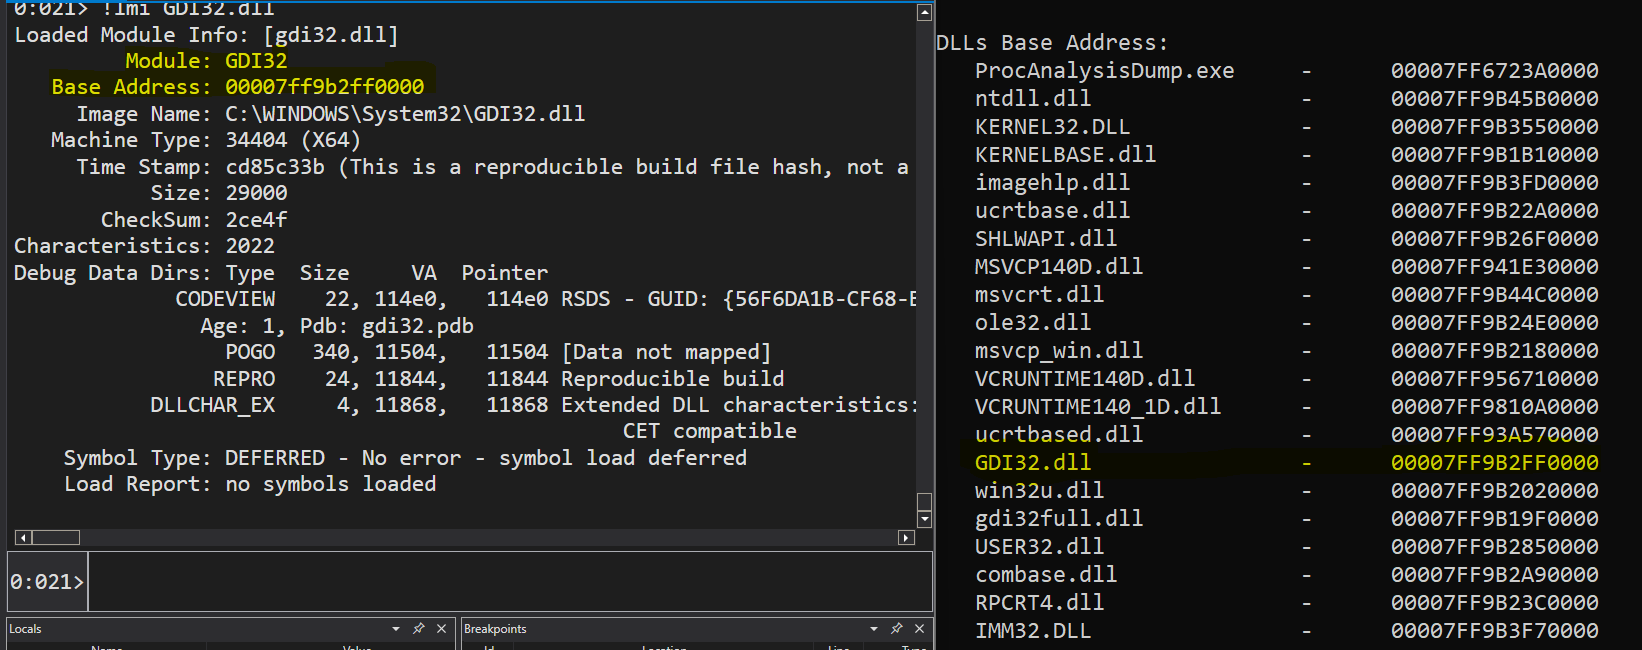 0:021> !lmi GDI32.dll
Loaded Module Info: [gdi32.dll]
Module: GDI32
Base Address: 00007ff9b2ff0000
Image Name: C:\WINDOWS\System32\GDI32.dll
Machine Type: 34404 (X64)
Time Stamp: cd85c33b (This is a reproducible build file hash, not a
Size: 29000
CheckSum: 2ce4f
Characteristics: 2022
Debug Data Dirs: Type Size VA Pointer
CODEVIEW 22, 114e0, 114e0 RSDS - GUID: {56F6DA1B-CF68-E
Age: 1, Pdb: gdi32.pdb
POGO 340, 11504, 11504 [Data not mapped]
REPRO 24, 11844, 11844 Reproducible build
DLLCHAR_EX 4, 11868, 11868 Extended DLL characteristics:
CET compatible
Symbol Type: DEFERRED - No error - symbol load deferred
Load Report: no symbols loaded
0:021>
Locals
Name Value
Breakpoints
Id Location Line Type
DLLs Base Address:
ProcAnalysisDump.exe - 00007FF6723A0000
ntdll.dll - 00007FF9B45B0000
KERNEL32.DLL - 00007FF9B3550000
KERNELBASE.dll - 00007FF9B1B10000
imagehlp.dll - 00007FF9B3FD0000
ucrtbase.dll - 00007FF9B22A0000
SHLWAPI.dll - 00007FF9B26F0000
MSVCP140D.dll - 00007FF941E30000
msvcrt.dll - 00007FF9B44C0000
ole32.dll - 00007FF9B24E0000
msvcp_win.dll - 00007FF9B2180000
VCRUNTIME140D.dll - 00007FF956710000
VCRUNTIME140_1D.dll - 00007FF9810A0000
ucrtbased.dll - 00007FF93A570000
GDI32.dll - 00007FF9B2FF0000
win32u.dll - 00007FF9B2020000
gdi32full.dll - 00007FF9B19F0000
USER32.dll - 00007FF9B2850000
combase.dll - 00007FF9B2A90000
RPCRT4.dll - 00007FF9B23C0000
IMM32.DLL - 00007FF9B3F70000